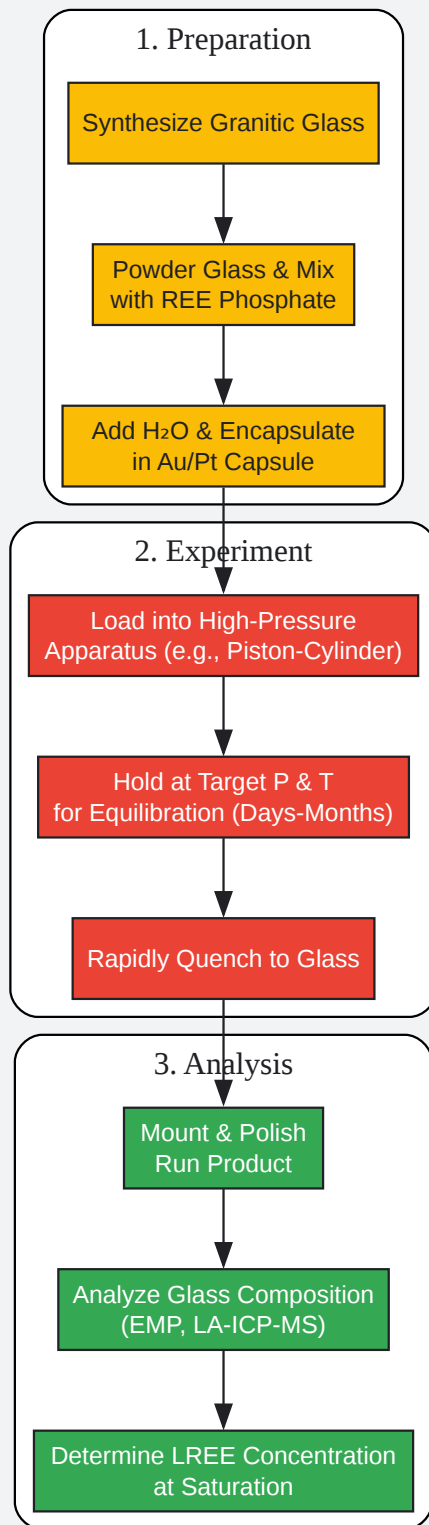 1. Preparation
Synthesize Granitic Glass
Powder Glass & Mix
with REE Phosphate
Add H₂O & Encapsulate
in Au/Pt Capsule
2. Experiment
Load into High-Pressure
Apparatus (e.g., Piston-Cylinder)
Hold at Target P & T
for Equilibration (Days-Months)
Rapidly Quench to Glass
3. Analysis
Mount & Polish
Run Product
Analyze Glass Composition
(EMP, LA-ICP-MS)
Determine LREE Concentration
at Saturation